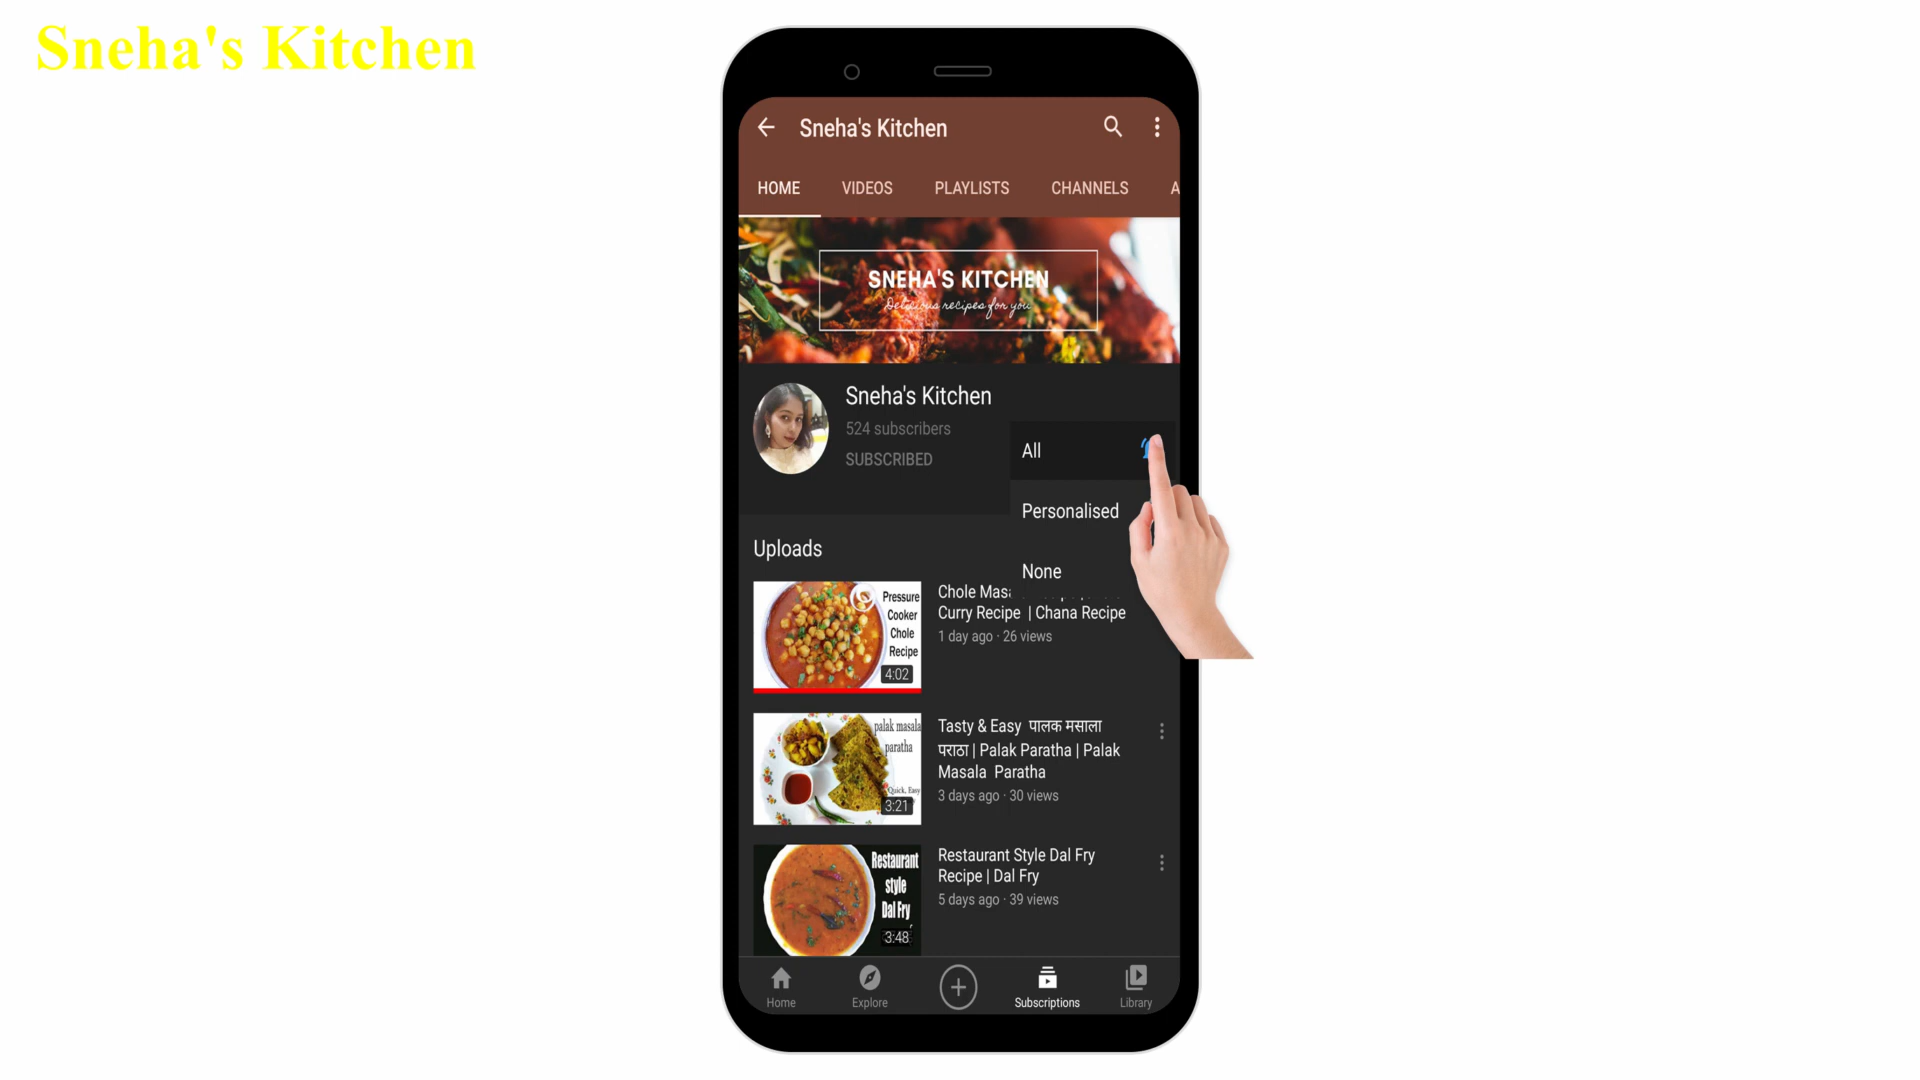 Sneha's Kitchen
Sneha's Kitchen
HOME VIDEOS PLAYLISTS CHANNELS A
SNEHA'S KITCHEN
Delicious recipes for you
Sneha's Kitchen
524 subscribers
SUBSCRIBED
All
Personalised
None
Uploads
Pressure
Cooker
Chole
Recipe
4:02
Chole
Curry Recipe | Chana Recipe
1 day ago · 26 views
palak masala
paratha
Quick, Easy
3:21
Tasty & Easy पालक मसाला
पराठा | Palak Paratha | Palak
Masala Paratha
3 days ago · 30 views
Restaurant
style
Dal Fry
3:48
Restaurant Style Dal Fry
Recipe | Dal Fry
5 days ago · 39 views
Home Explore Subscriptions Library